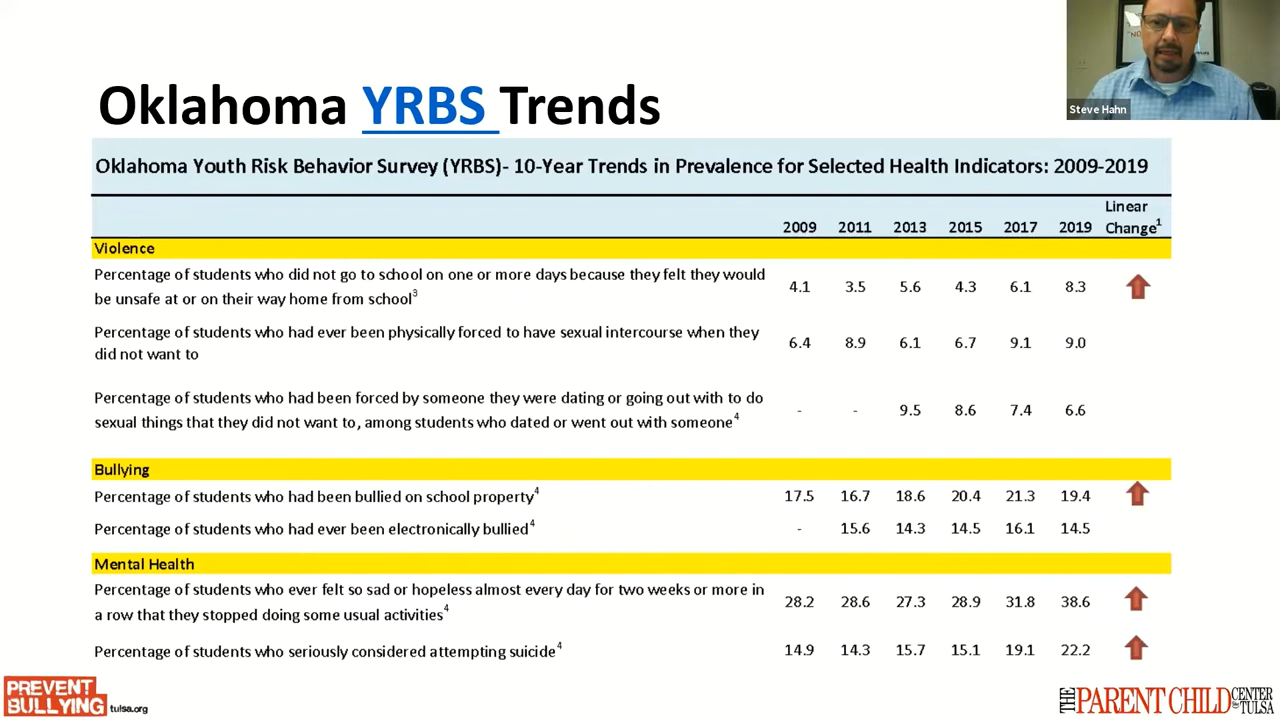 Steve Hahn
Oklahoma YRBS Trends
Oklahoma Youth Risk Behavior Survey (YRBS)- 10-Year Trends in Prevalence for Selected Health Indicators: 2009-2019
Linear
2009 2011 2013 2015 2017 2019 Change1
Violence
Percentage of students who did not go to school on one or more days because they felt they would
be unsafe at or on their way home from school3
4.1 3.5 5.6 4.3 6.1 8.3
Percentage of students who had ever been physically forced to have sexual intercourse when they
did not want to
6.4 8.9 6.1 6.7 9.1 9.0
Percentage of students who had been forced by someone they were dating or going out with to do
sexual things that they did not want to, among students who dated or went out with someone4
- - 9.5 8.6 7.4 6.6
Bullying
Percentage of students who had been bullied on school property4 17.5 16.7 18.6 20.4 21.3 19.4
Percentage of students who had ever been electronically bullied4 - 15.6 14.3 14.5 16.1 14.5
Mental Health
Percentage of students who ever felt so sad or hopeless almost every day for two weeks or more in
a row that they stopped doing some usual activities4
28.2 28.6 27.3 28.9 31.8 38.6
Percentage of students who seriously considered attempting suicide4 14.9 14.3 15.7 15.1 19.1 22.2
PREVENT
BULLYING tulsa.org
THE PARENT CHILD CENTER of TULSA